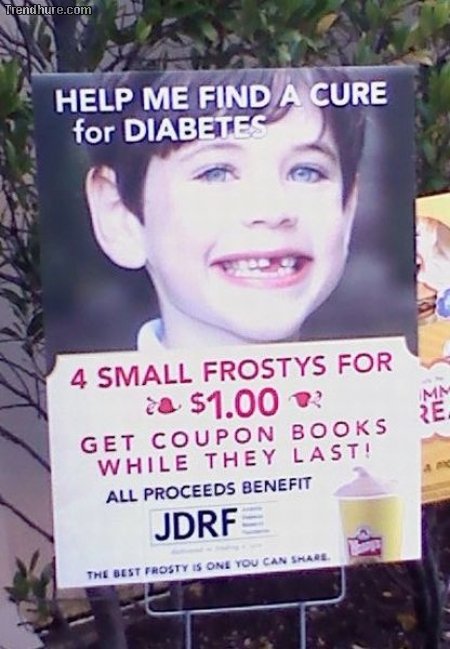 Trendhure.com
HELP ME FIND A CURE
for DIABETES
4 SMALL FROSTYS FOR
$1.00
GET COUPON BOOKS
WHILE THEY LAST!
ALL PROCEEDS BENEFIT
JDRF
Wendy's
THE BEST FROSTY IS ONE YOU CAN SHARE.